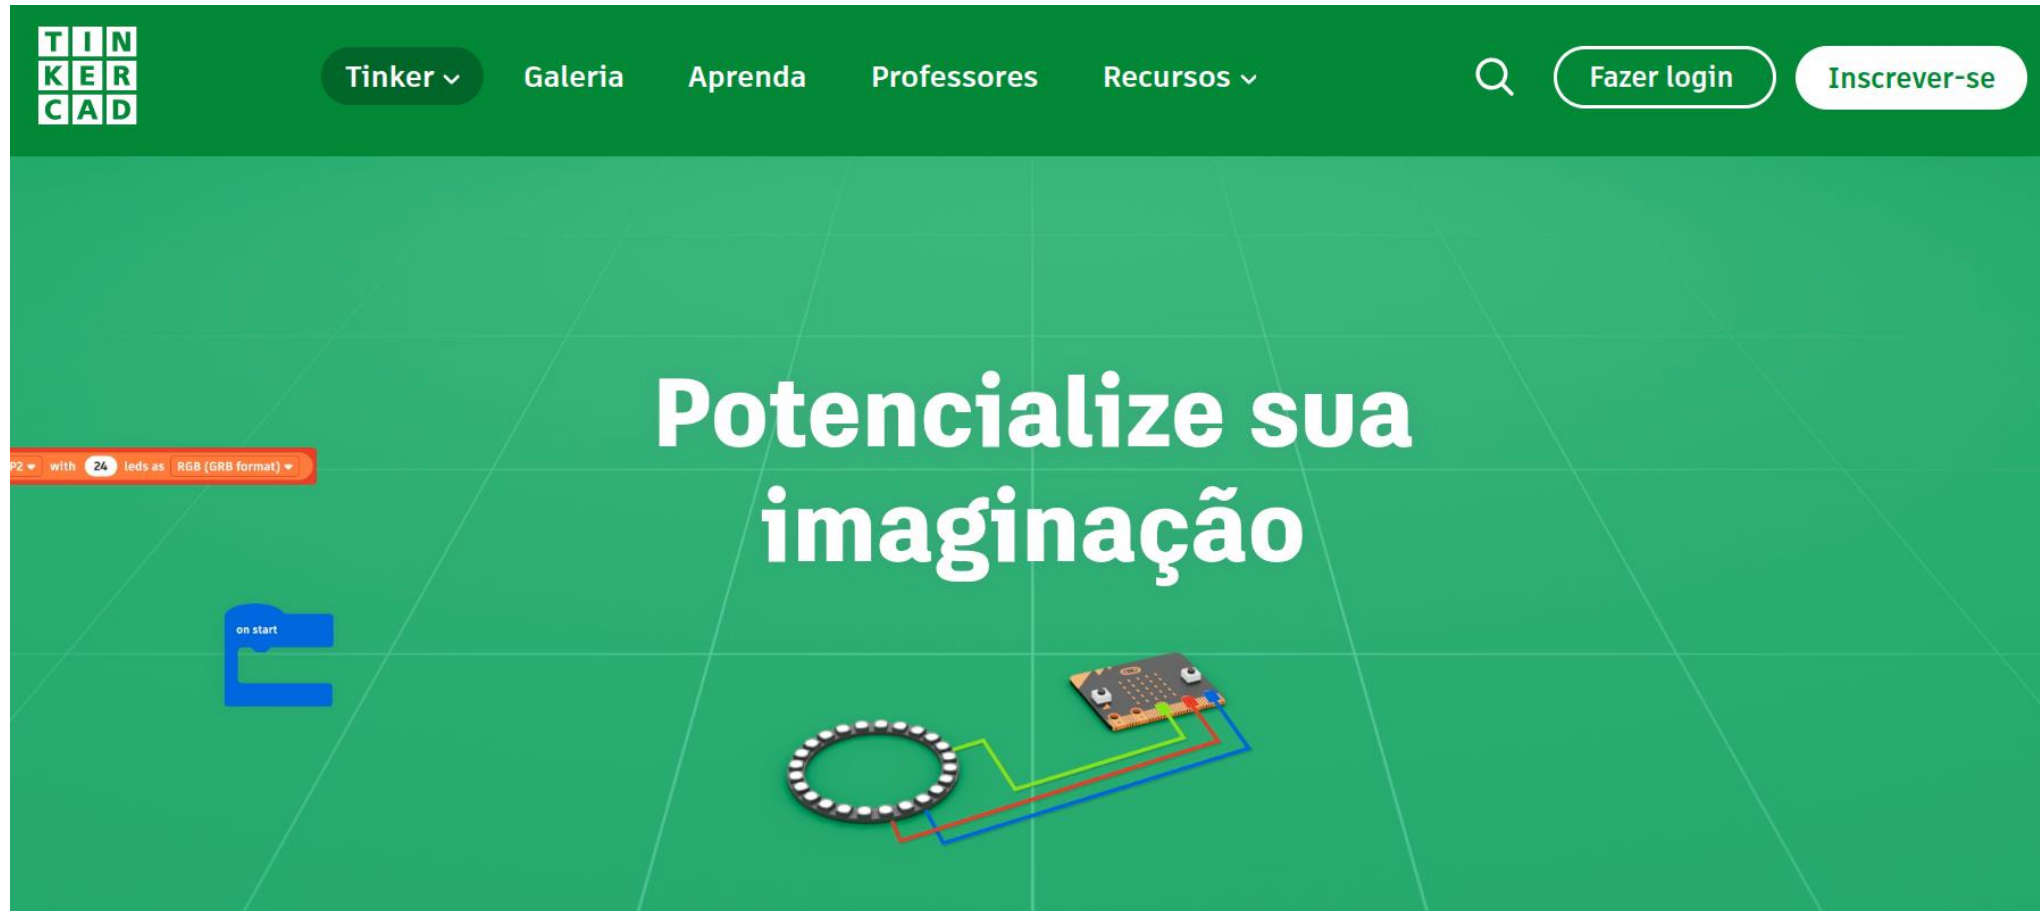 TIN
KER
CAD
Tinker Galeria Aprenda Professores Recursos Fazer login Inscrever-se
Potencialize sua
P2 with 24 leds as RGB (GRB format)
imaginação
on start